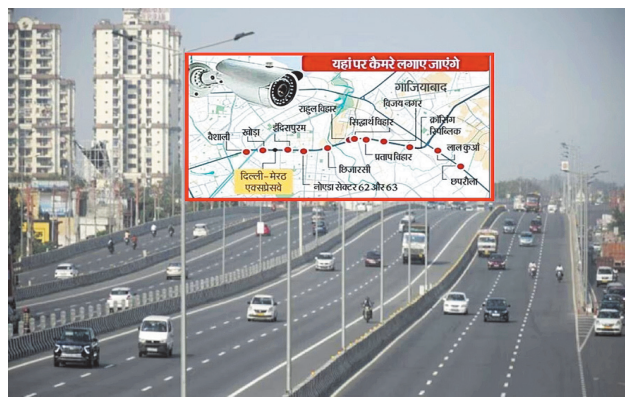 यहां पर कैमरे लगाए जाएंगे
गाजियाबाद
विजय नगर
राहुल विहार
सिद्धार्थ विहार
क्रॉसिंग
रिपब्लिक
वैशाली
खोड़ा
इंदिरापुरम
लाल कुआं
प्रताप विहार
छिजारसी
दिल्ली-मेरठ
एक्सप्रेसवे
नोएडा सेक्टर 62 और 63
छपरौला